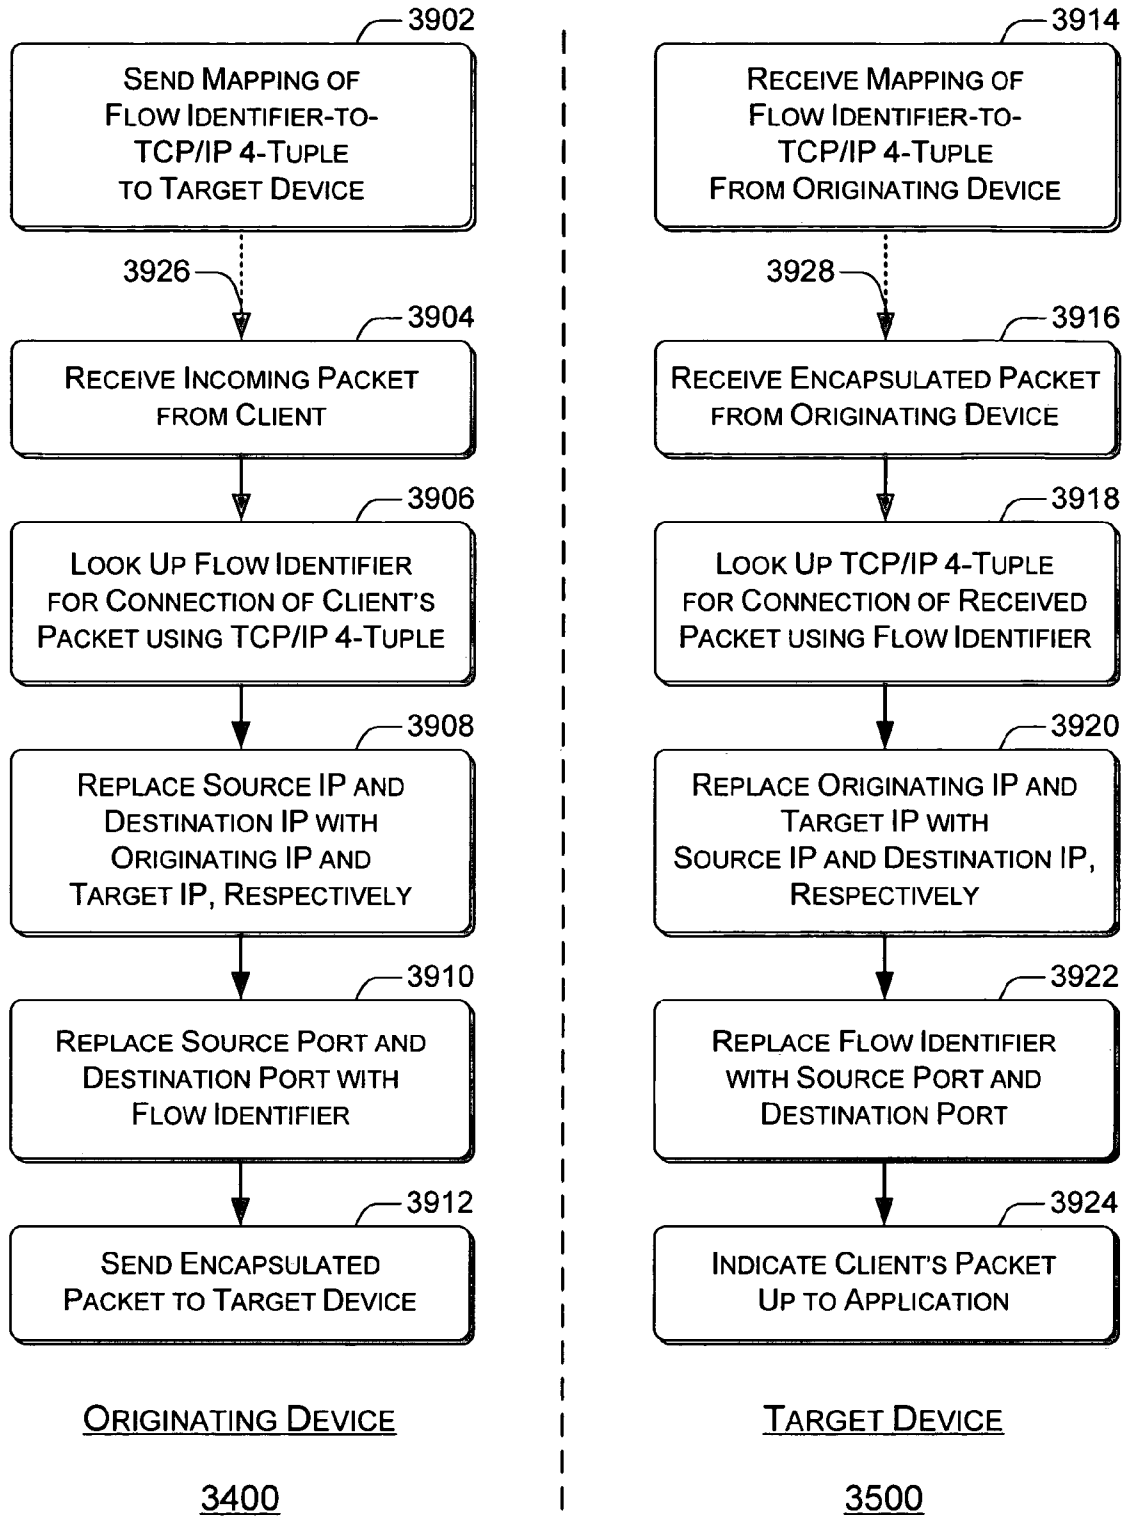 3902
SEND MAPPING OF
FLOW IDENTIFIER-TO-
TCP/IP 4-TUPLE
TO TARGET DEVICE
3926
3904
RECEIVE INCOMING PACKET
FROM CLIENT
3906
LOOK UP FLOW IDENTIFIER
FOR CONNECTION OF CLIENT'S
PACKET USING TCP/IP 4-TUPLE
3908
REPLACE SOURCE IP AND
DESTINATION IP WITH
ORIGINATING IP AND
TARGET IP, RESPECTIVELY
3910
REPLACE SOURCE PORT AND
DESTINATION PORT WITH
FLOW IDENTIFIER
3912
SEND ENCAPSULATED
PACKET TO TARGET DEVICE
ORIGINATING DEVICE
3400
3914
RECEIVE MAPPING OF
FLOW IDENTIFIER-TO-
TCP/IP 4-TUPLE
FROM ORIGINATING DEVICE
3928
3916
RECEIVE ENCAPSULATED PACKET
FROM ORIGINATING DEVICE
3918
LOOK UP TCP/IP 4-TUPLE
FOR CONNECTION OF RECEIVED
PACKET USING FLOW IDENTIFIER
3920
REPLACE ORIGINATING IP AND
TARGET IP WITH
SOURCE IP AND DESTINATION IP,
RESPECTIVELY
3922
REPLACE FLOW IDENTIFIER
WITH SOURCE PORT AND
DESTINATION PORT
3924
INDICATE CLIENT'S PACKET
UP TO APPLICATION
TARGET DEVICE
3500